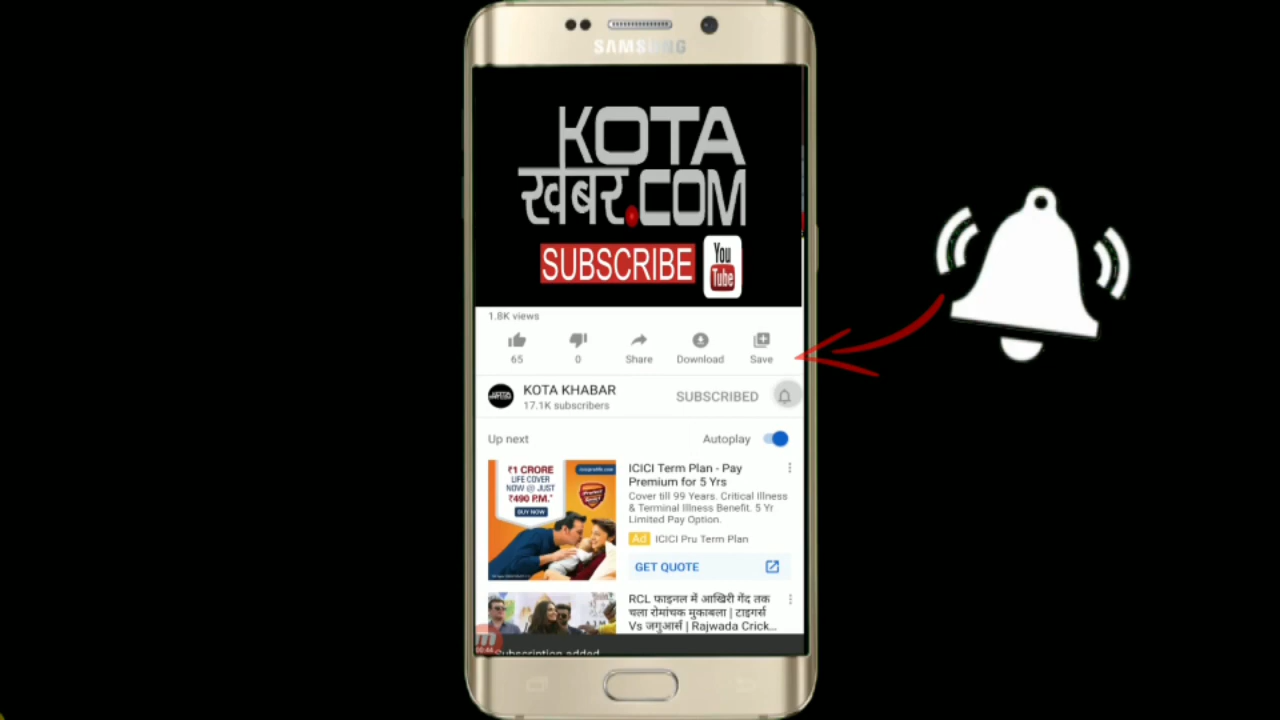 SAMSUNG
KOTA
खबर.COM
SUBSCRIBE
You
Tube
1.8K views
65
0
Share
Download
Save
KOTA KHABAR
17.1K subscribers
SUBSCRIBED
Up next
Autoplay
₹1 CRORE
LIFE COVER
NOW @ JUST
₹490 P.M.*
BUY NOW
ICICI Term Plan - Pay
Premium for 5 Yrs
Cover till 99 Years. Critical Illness
& Terminal Illness Benefit. 5 Yr
Limited Pay Option.
Ad ICICI Pru Term Plan
GET QUOTE
RCL फाइनल में आखिरी गेंद तक
चला रोमांचक मुकाबला | टाइगर्स
Vs जगुआर्स | Rajwada Crick...
00:44
Subscription added